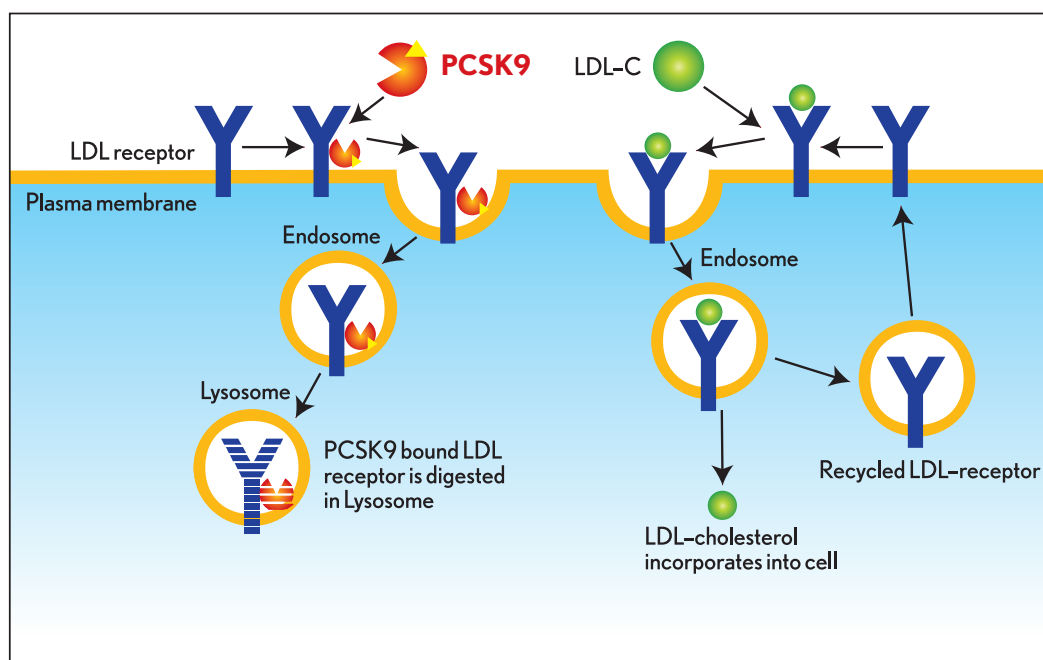 PCSK9
LDL-C
LDL receptor
Plasma membrane
Endosome
Endosome
Lysosome
PCSK9 bound LDL
receptor is digested
in Lysosome
Recycled LDL-receptor
LDL-cholesterol
incorporates into cell